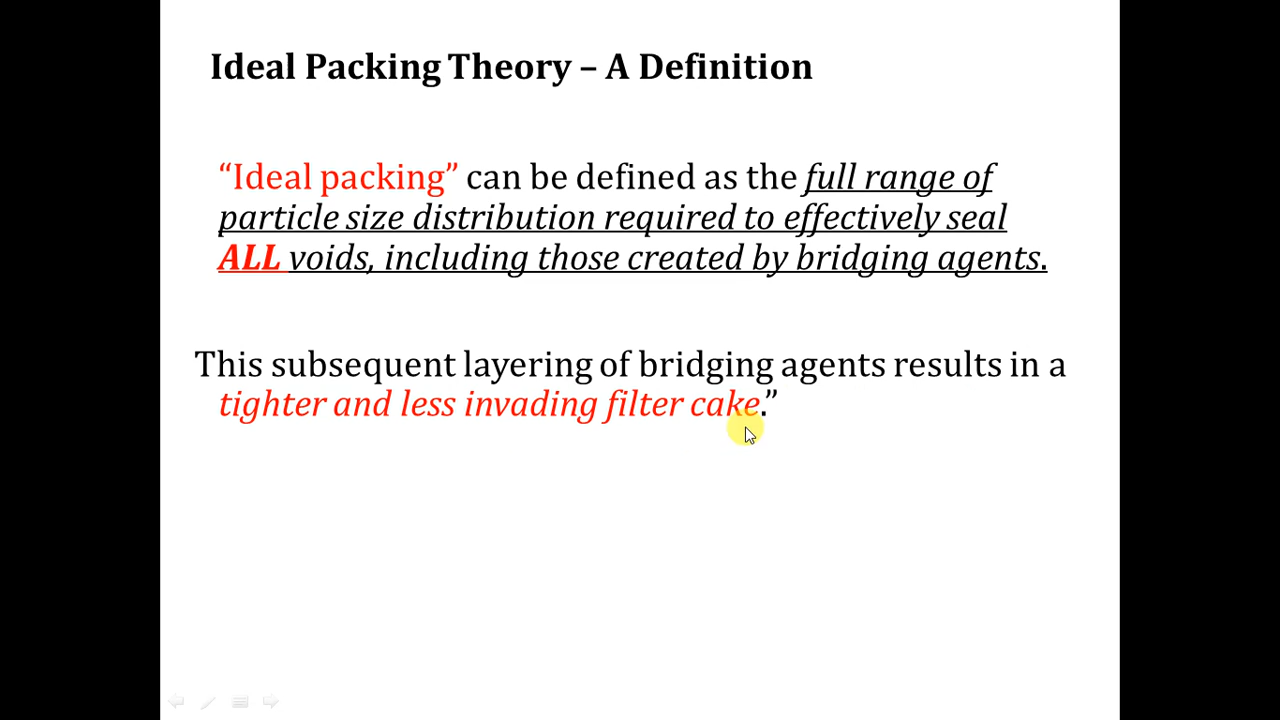 Ideal Packing Theory – A Definition
“Ideal packing” can be defined as the full range of
particle size distribution required to effectively seal
ALL voids, including those created by bridging agents.
This subsequent layering of bridging agents results in a
tighter and less invading filter cake.”